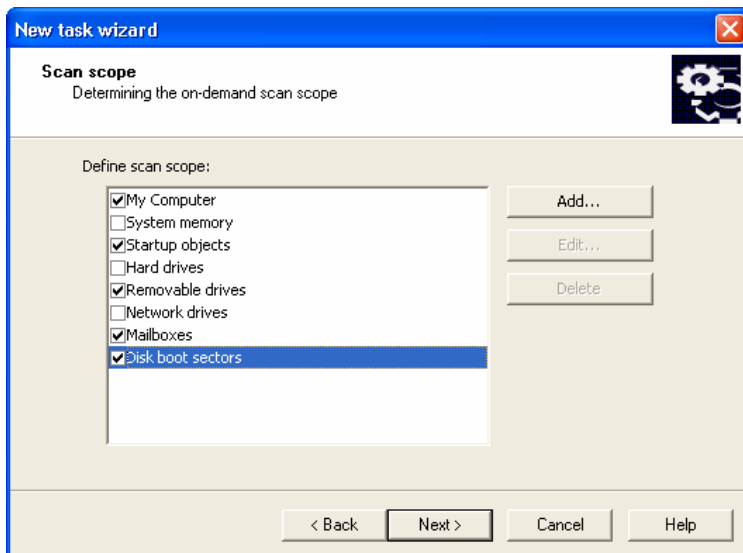 New task wizard
Scan scope
Determining the on-demand scan scope
Define scan scope:
My Computer
System memory
Startup objects
Hard drives
Removable drives
Network drives
Mailboxes
Disk boot sectors
Add...
Edit...
Delete
< Back
Next >
Cancel
Help